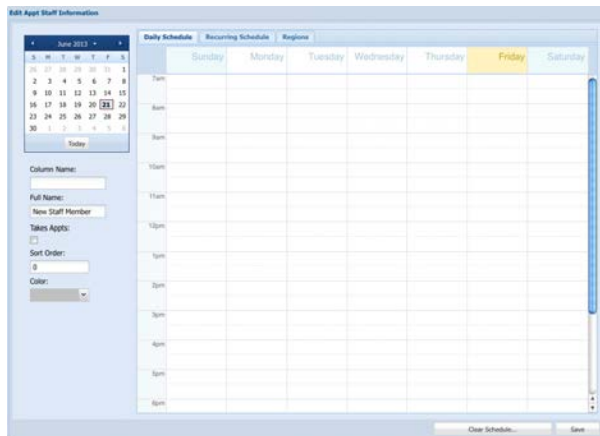 Edit Appt Staff Information
June 2013
S M T W T F S
26 27 28 29 30 31 1
2 3 4 5 6 7 8
9 10 11 12 13 14 15
16 17 18 19 20 21 22
23 24 25 26 27 28 29
30 1 2 3 4 5 6
Today
Column Name:
Full Name:
New Staff Member
Takes Appts:
Sort Order:
0
Color:
Daily Schedule Recurring Schedule Regions
Sunday Monday Tuesday Wednesday Thursday Friday Saturday
7am
8am
9am
10am
11am
12pm
1pm
2pm
3pm
4pm
5pm
6pm
Clear Schedule... Save